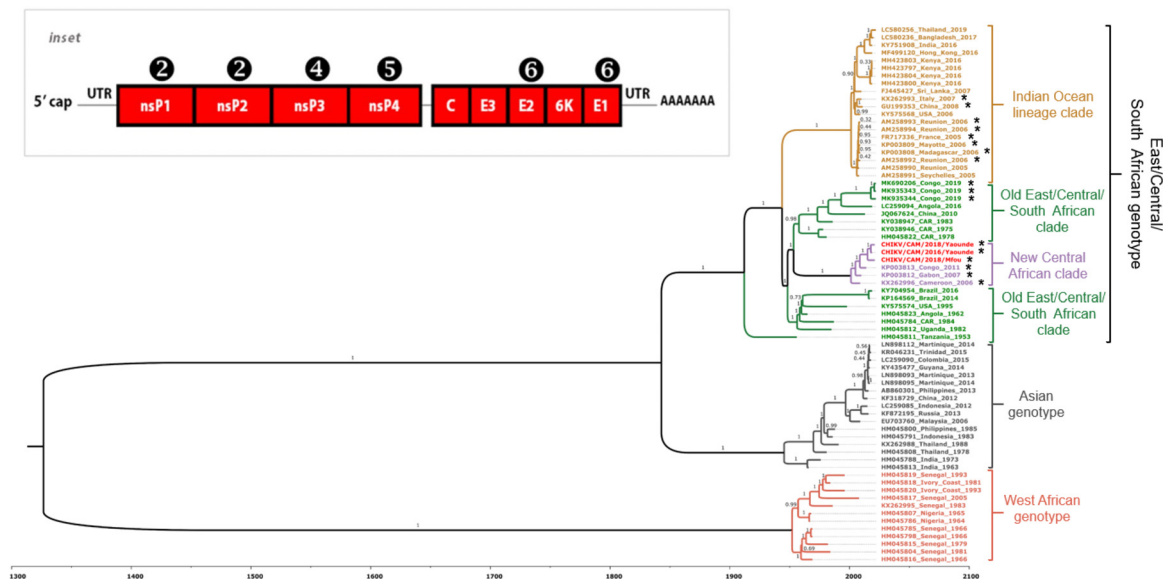 inset
2 2 4 5 6 6
5' cap UTR nsP1 nsP2 nsP3 nsP4 C E3 E2 6K E1 UTR AAAAAAA
LC580256_Thailand_2019
LC580236_Bangladesh_2017
KY751908_India_2016
MF499120_Hong_Kong_2016
MH423803_Kenya_2016
MH423797_Kenya_2016
MH423804_Kenya_2016
MH423800_Kenya_2016
FJ445427_Sri_Lanka_2007
KX262993_Italy_2007 *
GU199353_China_2008 *
KY575568_USA_2006
AM258993_Reunion_2006 *
AM258994_Reunion_2006 *
FR717336_France_2005 *
KP003809_Mayotte_2006 *
KP003808_Madagascar_2006 *
AM258992_Reunion_2006 *
AM258990_Reunion_2005
AM258991_Seychelles_2005
Indian Ocean
lineage clade
MK690206_Congo_2019 *
MK935343_Congo_2019 *
MK935344_Congo_2019 *
LC259094_Angola_2016
JQ067624_China_2010
KY038947_CAR_1983
KY038946_CAR_1975
HM045822_CAR_1978
Old East/Central/
South African
clade
CHIKV/CAM/2018/Yaounde *
CHIKV/CAM/2016/Yaounde *
CHIKV/CAM/2018/Mfou *
KP003813_Congo_2011 *
KP003812_Gabon_2007 *
KX262996_Cameroon_2006 *
New Central
African clade
KY704954_Brazil_2016
KP164569_Brazil_2014
KY575574_USA_1995
HM045823_Angola_1962
HM045784_CAR_1984
HM045812_Uganda_1982
HM045811_Tanzania_1953
Old East/Central/
South African
clade
East/Central/
South African genotype
LN898112_Martinique_2014
KR046231_Trinidad_2015
LC259090_Colombia_2015
KY435477_Guyana_2014
LN898093_Martinique_2013
LN898095_Martinique_2014
AB860301_Philippines_2013
KF318729_China_2012
LC259085_Indonesia_2012
KF872195_Russia_2013
EU703760_Malaysia_2006
HM045800_Philippines_1985
HM045791_Indonesia_1983
KX262988_Thailand_1988
HM045808_Thailand_1978
HM045788_India_1973
HM045813_India_1963
Asian
genotype
HM045819_Senegal_1993
HM045818_Ivory_Coast_1981
HM045820_Ivory_Coast_1993
HM045817_Senegal_2005
KX262995_Senegal_1983
HM045807_Nigeria_1965
HM045786_Nigeria_1964
HM045785_Senegal_1966
HM045798_Senegal_1966
HM045815_Senegal_1979
HM045804_Senegal_1981
HM045816_Senegal_1966
West African
genotype
1300 1400 1500 1600 1700 1800 1900 2000 2100